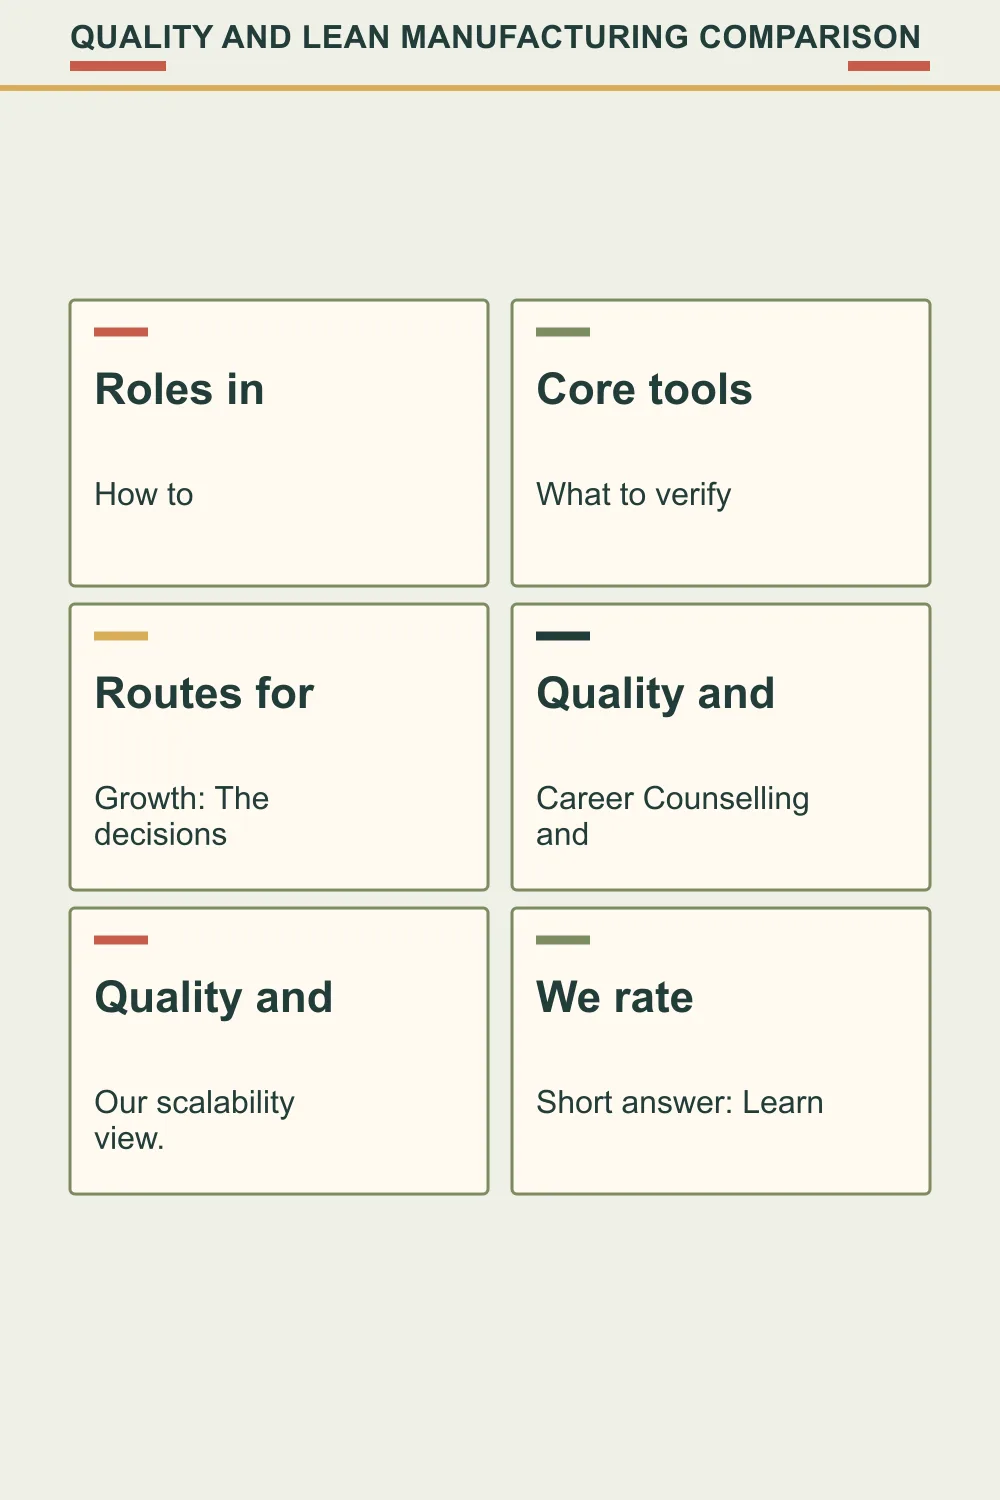 QUALITY AND LEAN MANUFACTURING COMPARISON
Roles in
How to
Core tools
What to verify
Routes for
Growth: The
decisions
Quality and
Career Counselling
and
Quality and
Our scalability
view.
We rate
Short answer: Learn